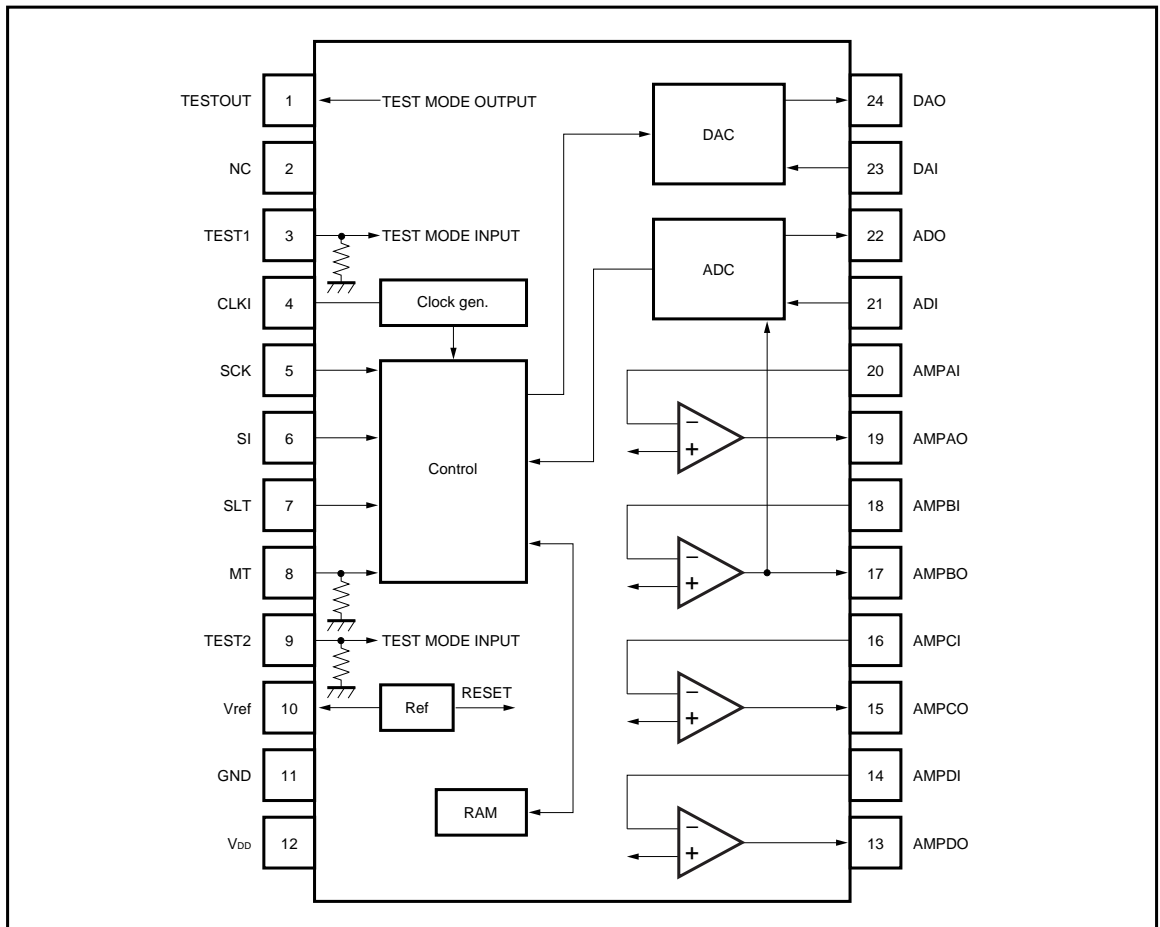 TESTOUT 1 TEST MODE OUTPUT
NC 2
TEST1 3 TEST MODE INPUT
CLKI 4 Clock gen.
SCK 5
SI 6
SLT 7
MT 8
TEST2 9 TEST MODE INPUT
Vref 10 Ref RESET
GND 11
VDD 12
Control
RAM
DAC
ADC
24 DAO
23 DAI
22 ADO
21 ADI
20 AMPAI
− +
19 AMPAO
18 AMPBI
− +
17 AMPBO
16 AMPCI
− +
15 AMPCO
14 AMPDI
− +
13 AMPDO